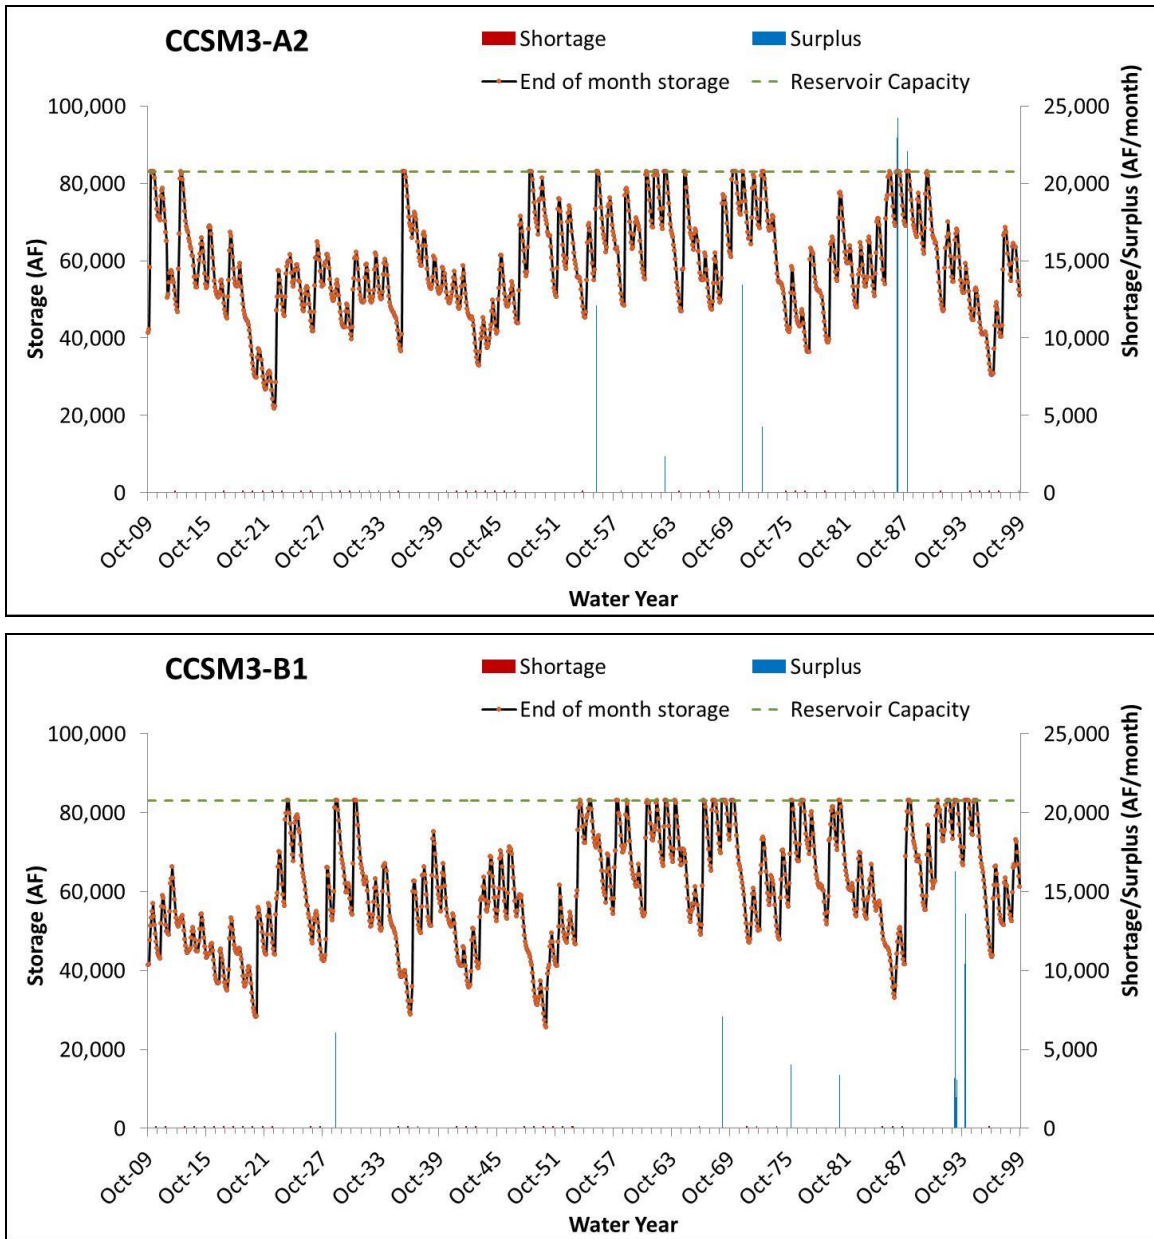 CCSM3-A2
Shortage
Surplus
End of month storage
Reservoir Capacity
100,000
80,000
60,000
40,000
20,000
0
Storage (AF)
25,000
20,000
15,000
10,000
5,000
0
Shortage/Surplus (AF/month)
Oct-09
Oct-15
Oct-21
Oct-27
Oct-33
Oct-39
Oct-45
Oct-51
Oct-57
Oct-63
Oct-69
Oct-75
Oct-81
Oct-87
Oct-93
Oct-99
Water Year
CCSM3-B1
Shortage
Surplus
End of month storage
Reservoir Capacity
100,000
80,000
60,000
40,000
20,000
0
Storage (AF)
25,000
20,000
15,000
10,000
5,000
0
Shortage/Surplus (AF/month)
Oct-09
Oct-15
Oct-21
Oct-27
Oct-33
Oct-39
Oct-45
Oct-51
Oct-57
Oct-63
Oct-69
Oct-75
Oct-81
Oct-87
Oct-93
Oct-99
Water Year